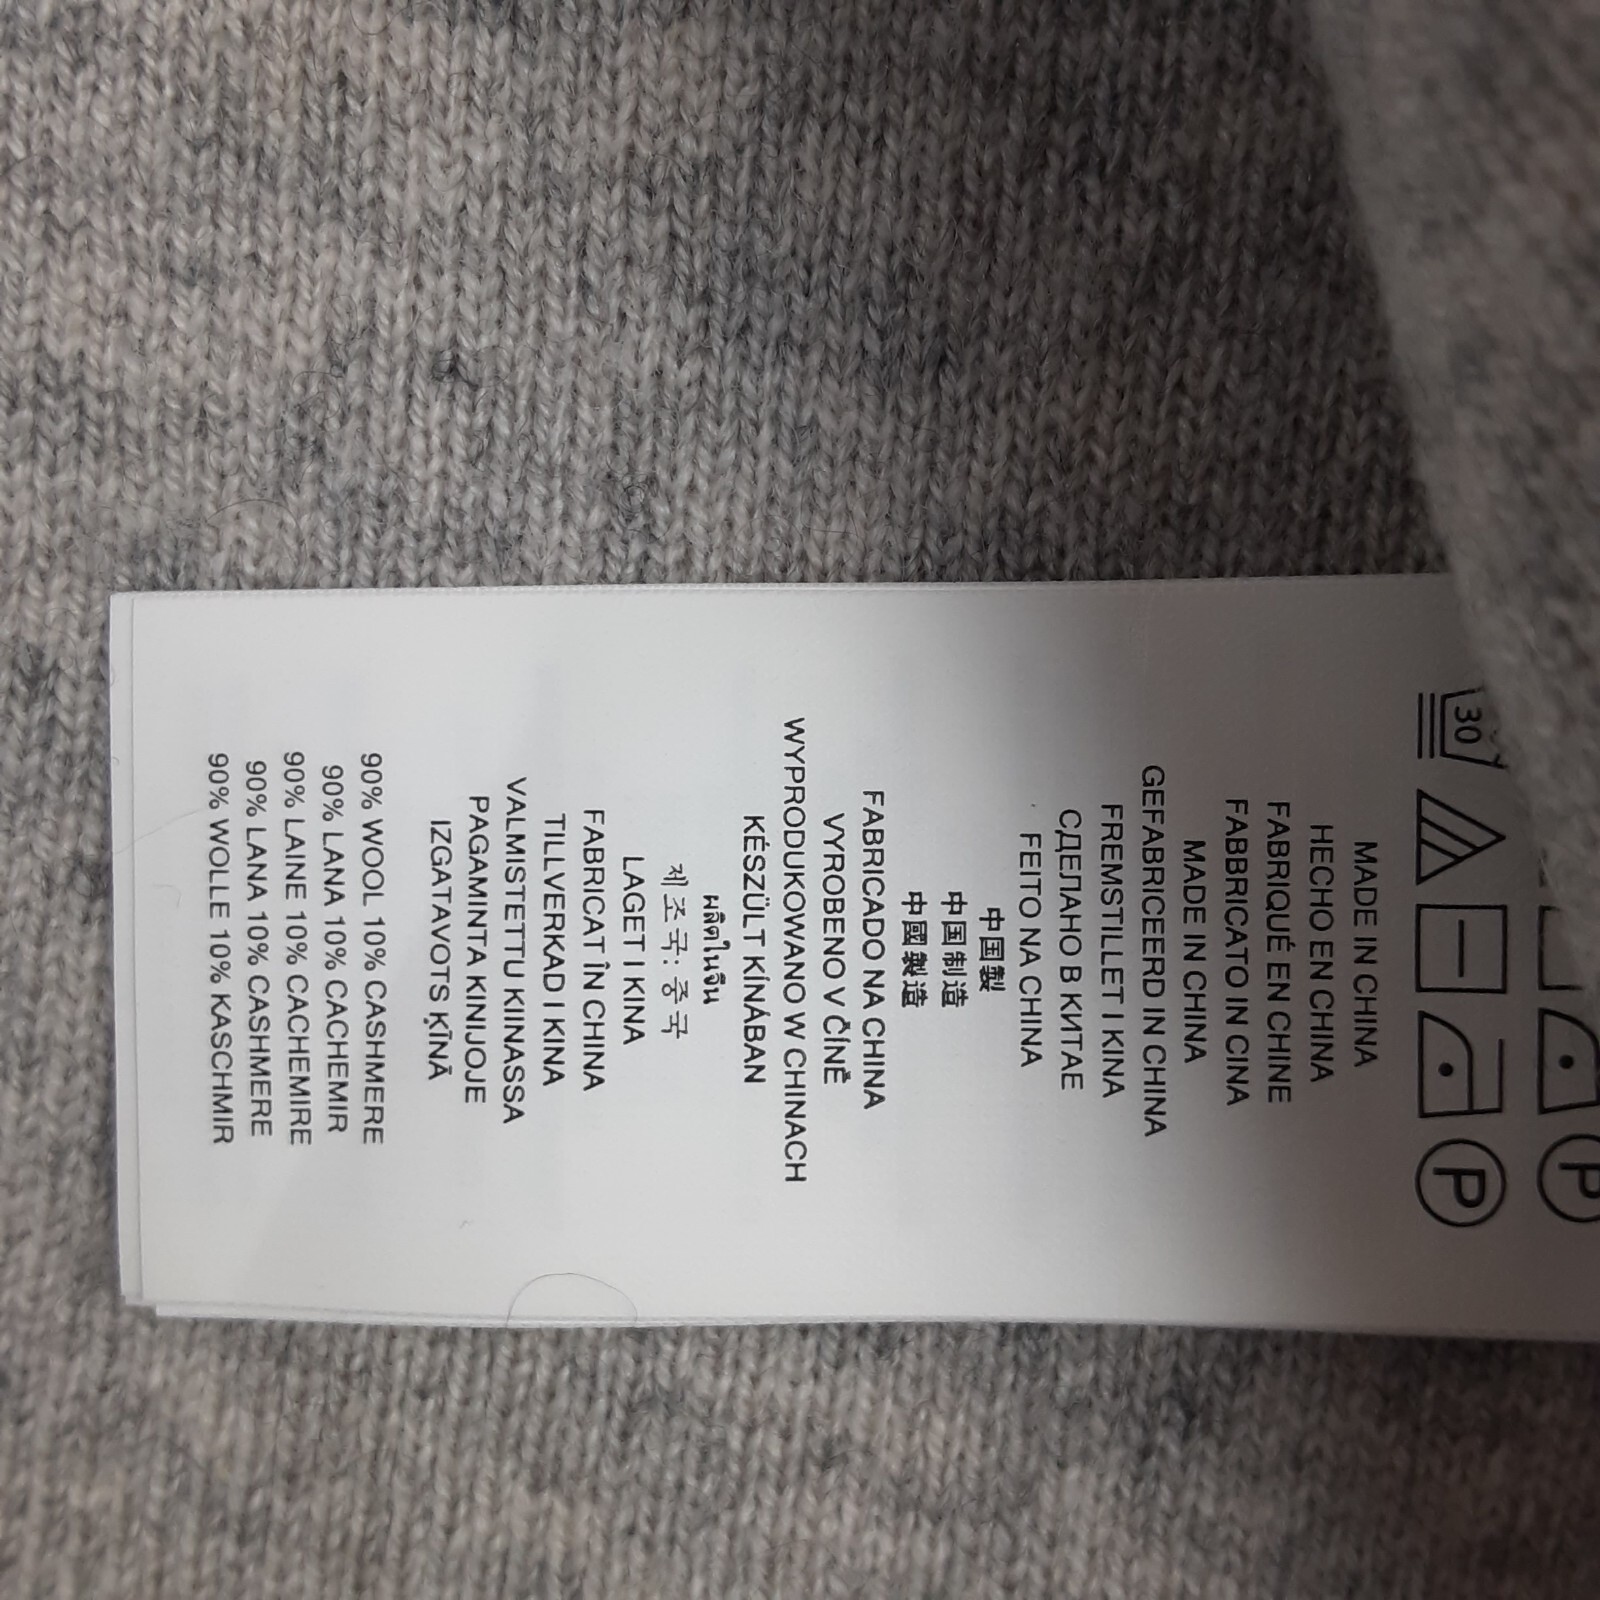 30
P
P
MADE IN CHINA
HECHO EN CHINA
FABRIQUÉ EN CHINE
FABBRICATO IN CINA
MADE IN CHINA
GEFABRICEERD IN CHINA
FREMSTILLET I KINA
СДЕЛАНО В КИТАЕ
FEITO NA CHINA
中国製
中国制造
中國製造
FABRICADO NA CHINA
VYROBENO V ČÍNĚ
WYPRODUKOWANO W CHINACH
KÉSZÜLT KÍNÁBAN
ผลิตในจีน
제조국: 중국
LAGET I KINA
FABRICAT ÎN CHINA
TILLVERKAD I KINA
VALMISTETTU KIINASSA
PAGAMINTA KINIJOJE
IZGATAVOTS ĶĪNĀ
90% WOOL 10% CASHMERE
90% LANA 10% CACHEMIR
90% LAINE 10% CACHEMIRE
90% LANA 10% CASHMERE
90% WOLLE 10% KASCHMIR